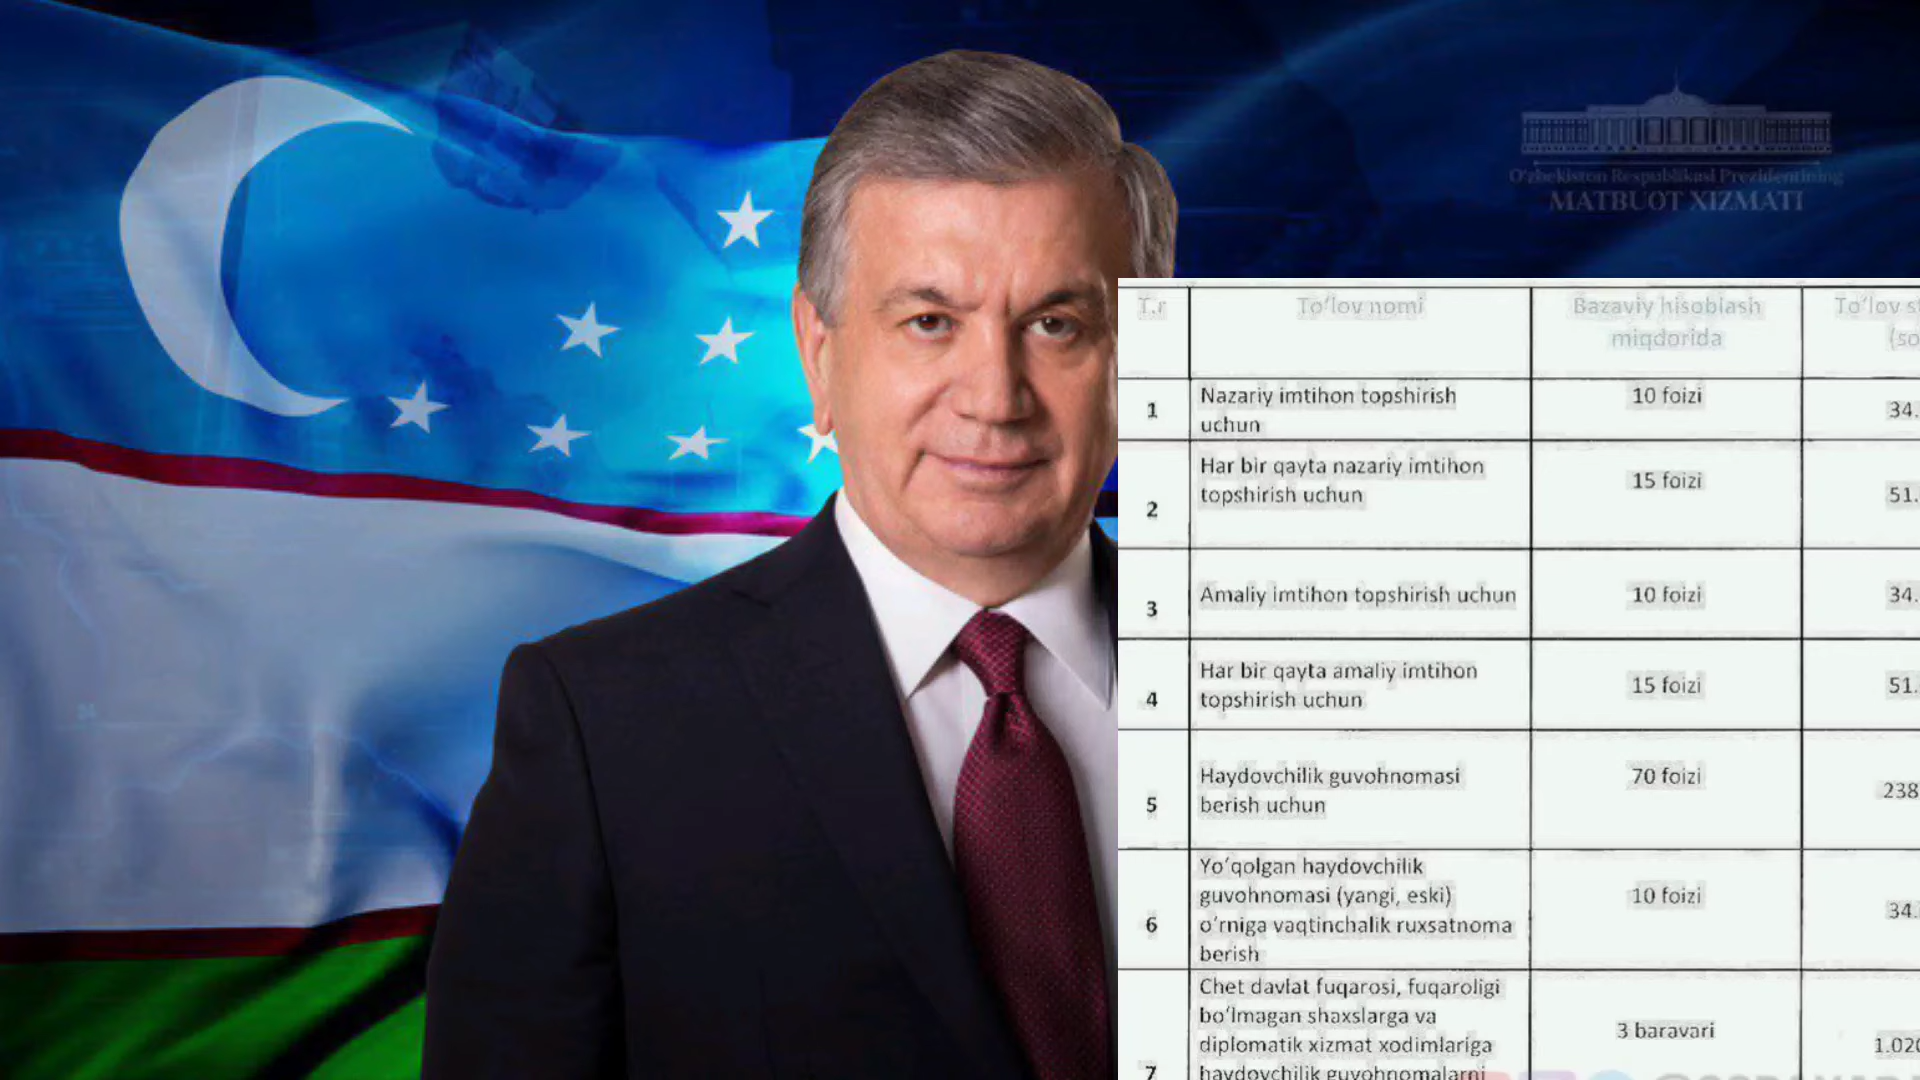 O'zbekiston Respublikasi Prezidentining
MATBUOT XIZMATI
T.r
To'lov nomi
Bazaviy hisoblash
miqdorida
To'lov
1
Nazariy imtihon topshirish
uchun
10 foizi
34.
2
Har bir qayta nazariy imtihon
topshirish uchun
15 foizi
51.
3
Amaliy imtihon topshirish uchun
10 foizi
34.
4
Har bir qayta amaliy imtihon
topshirish uchun
15 foizi
51.
5
Haydovchilik guvohnomasi
berish uchun
70 foizi
238
6
Yo'qolgan haydovchilik
guvohnomasi (yangi, eski)
o'rniga vaqtinchalik ruxsatnoma
berish
10 foizi
34.
7
Chet davlat fuqarosi, fuqaroligi
bo'lmagan shaxslarga va
diplomatik xizmat xodimlariga
haydovchilik guvohnomalarni
3 baravari
1.020